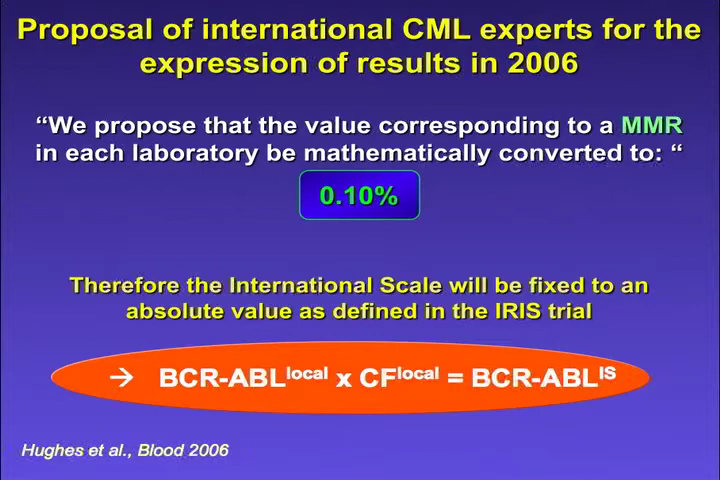 Proposal of international CML experts for the
expression of results in 2006
“We propose that the value corresponding to a MMR
in each laboratory be mathematically converted to: “
0.10%
Therefore the International Scale will be fixed to an
absolute value as defined in the IRIS trial
→ BCR-ABLlocal x CFlocal = BCR-ABLIS
Hughes et al., Blood 2006